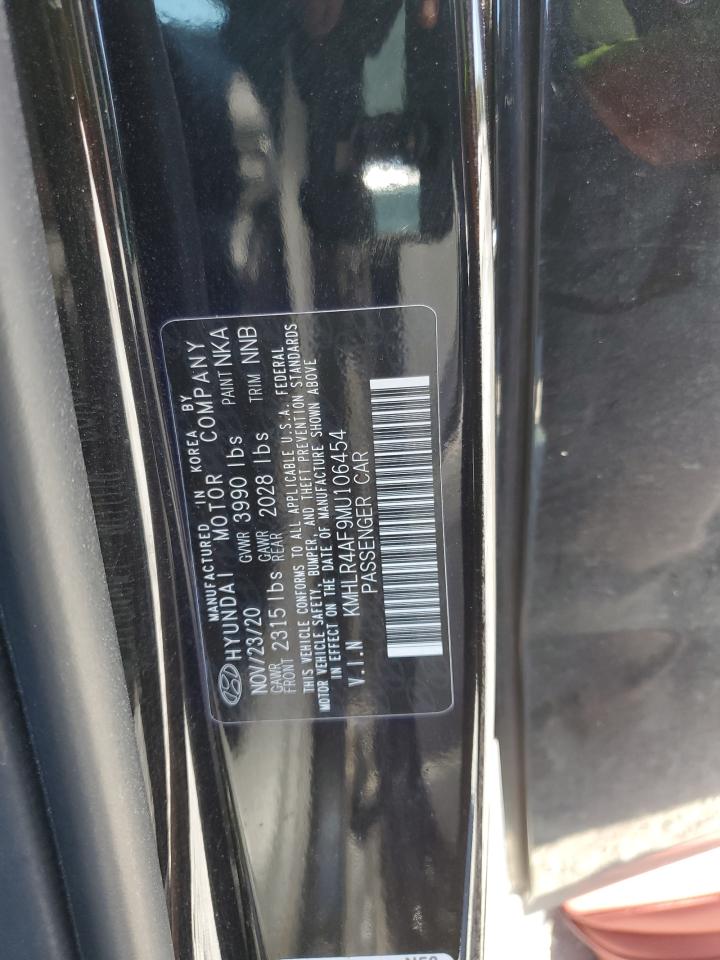 MANUFACTURED IN KOREA BY
HYUNDAI MOTOR COMPANY
NOV/23/20 GVWR 3990 lbs PAINT NKA
GAWR FRONT 2315 lbs GAWR REAR 2028 lbs TRIM NNB
THIS VEHICLE CONFORMS TO ALL APPLICABLE U.S.A. FEDERAL
MOTOR VEHICLE SAFETY, BUMPER, AND THEFT PREVENTION STANDARDS
IN EFFECT ON THE DATE OF MANUFACTURE SHOWN ABOVE
V.I.N KMHLR4AF9MU106454
PASSENGER CAR